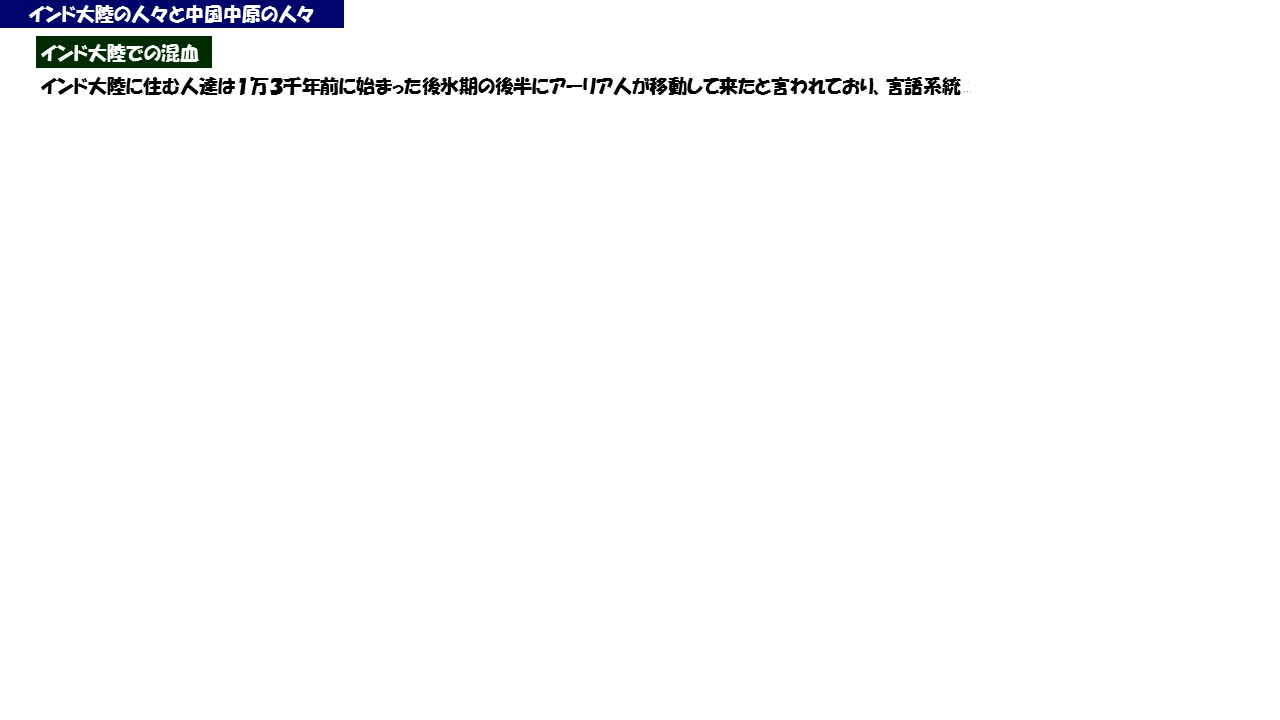 インド大陸の人々と中国中原の人々
インド大陸での混血
インド大陸に住む人達は1万3千年前に始まった後氷期の後半にアーリア人が移動して来たと言われており、言語系統